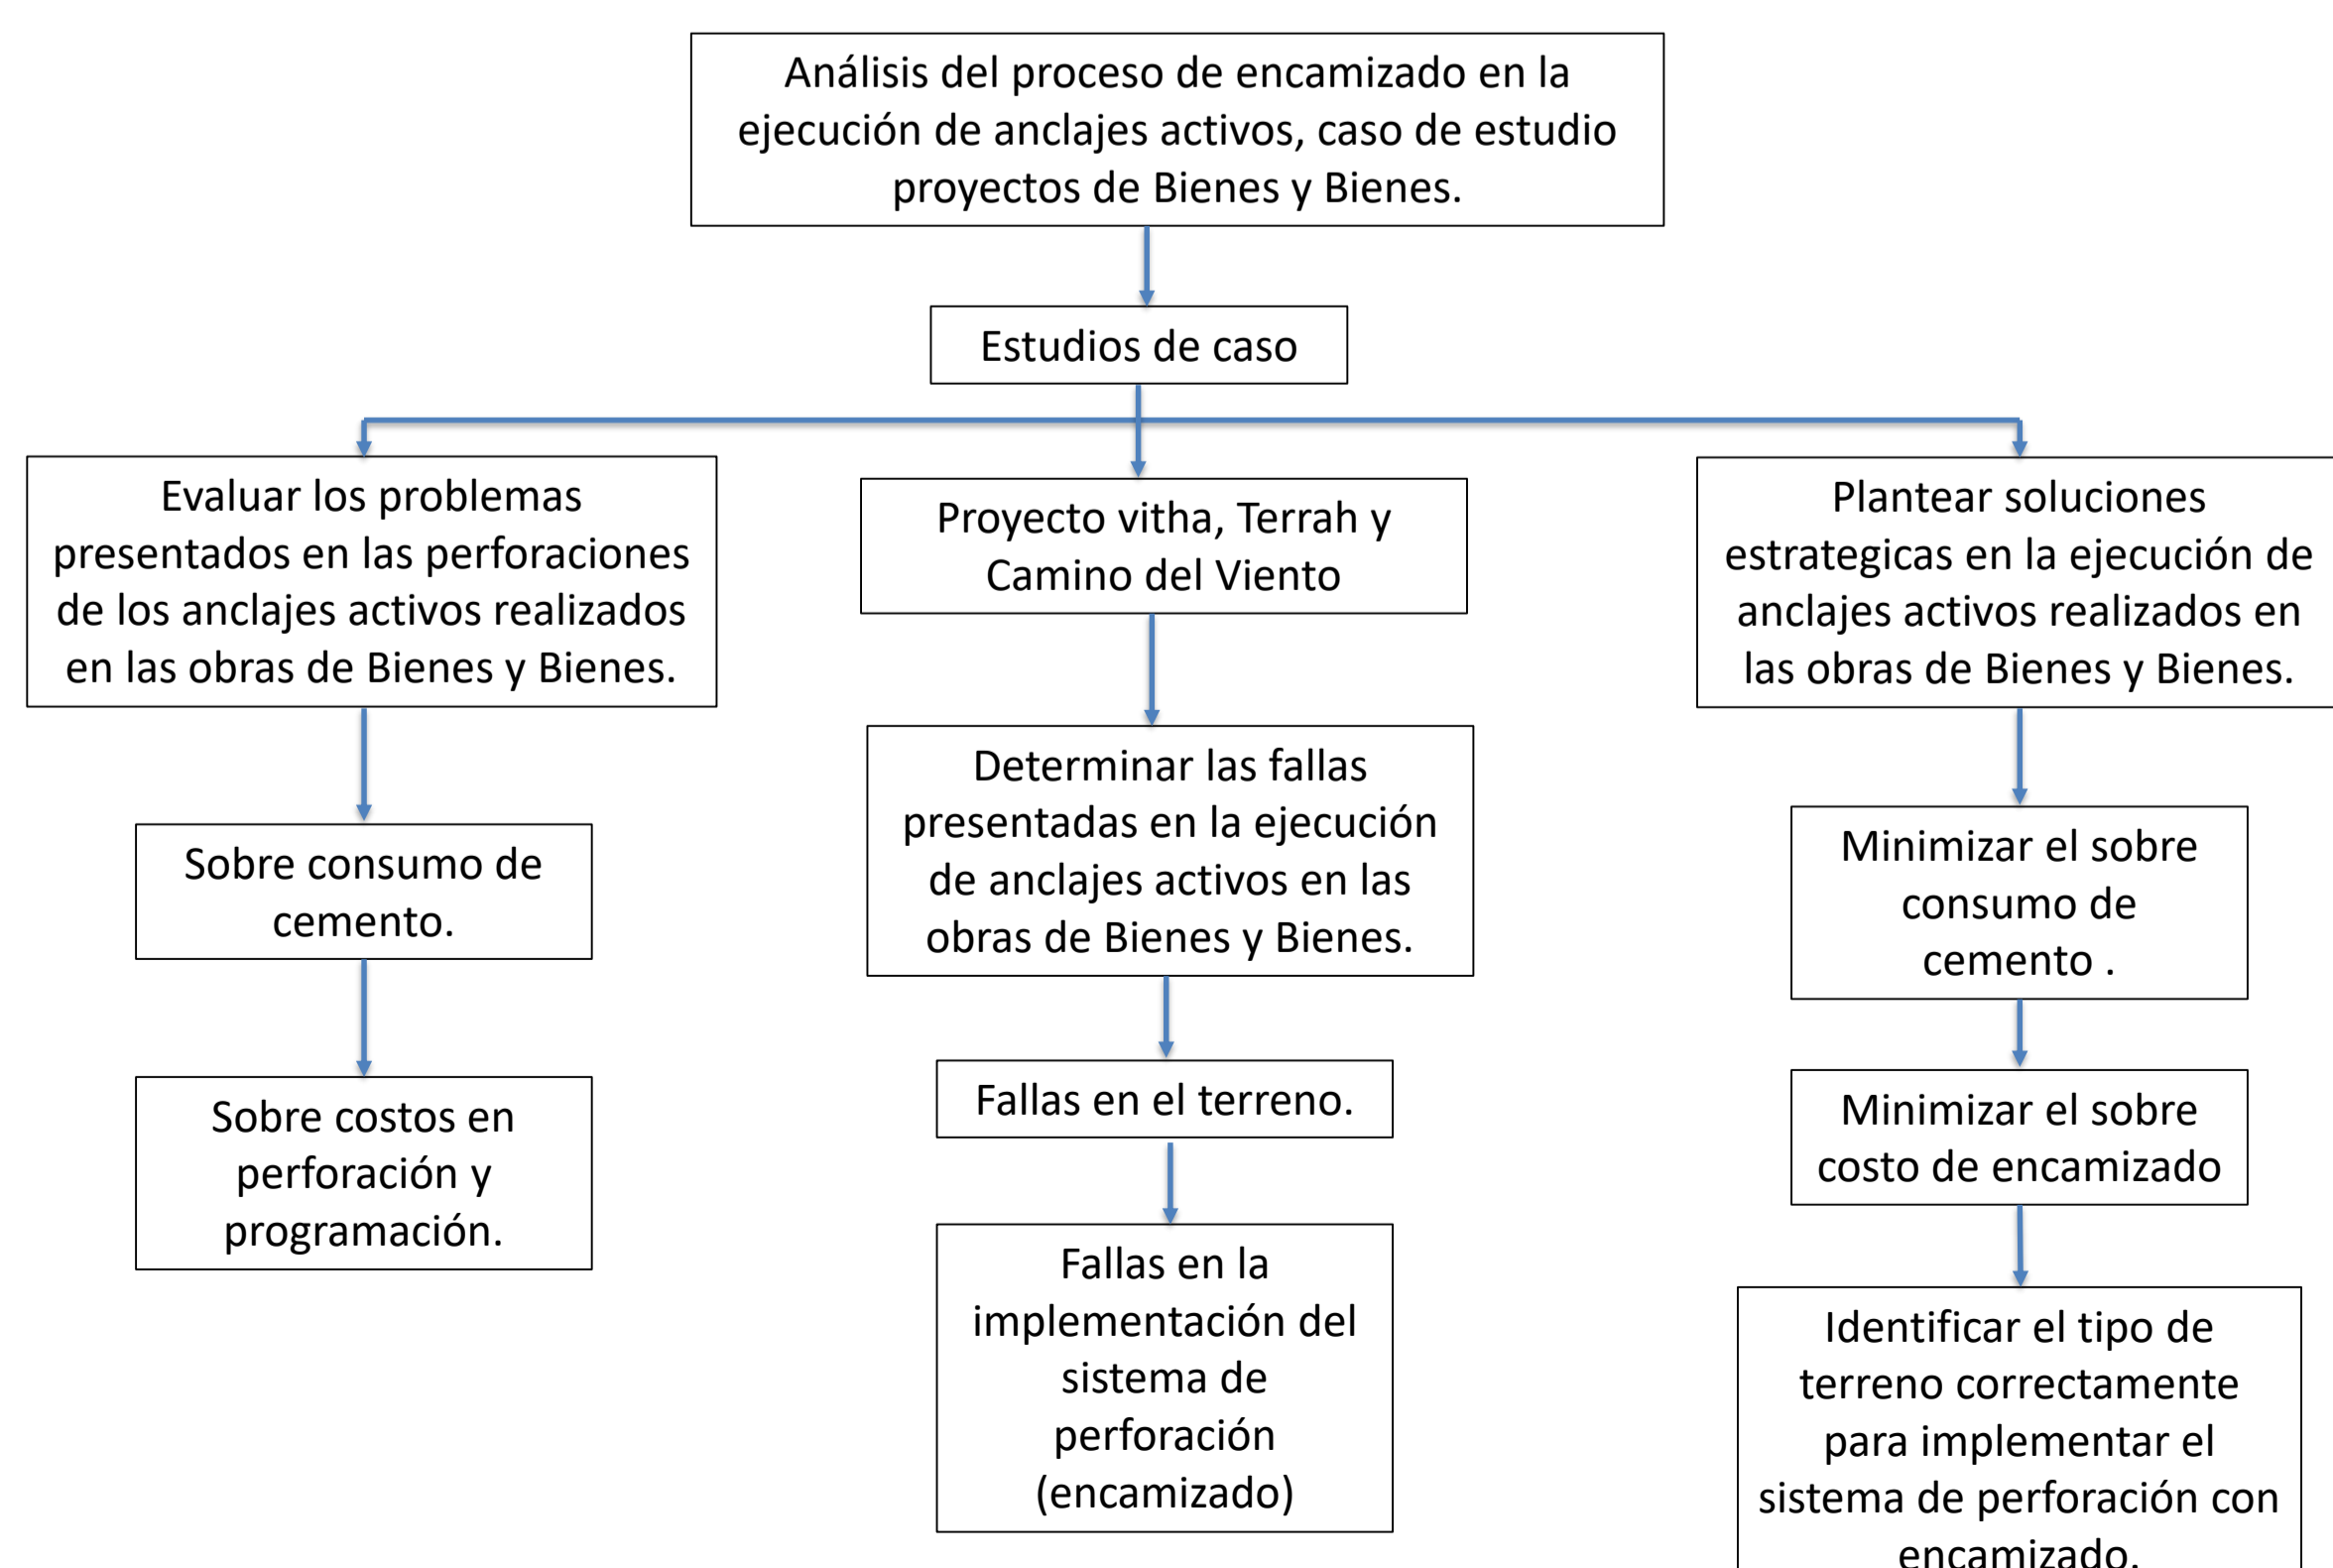 Análisis del proceso de encamizado en la
ejecución de anclajes activos, caso de estudio
proyectos de Bienes y Bienes.
Estudios de caso
Evaluar los problemas
presentados en las perforaciones
de los anclajes activos realizados
en las obras de Bienes y Bienes.
Sobre consumo de
cemento.
Sobre costos en
perforación y
programación.
Proyecto vitha, Terrah y
Camino del Viento
Determinar las fallas
presentadas en la ejecución
de anclajes activos en las
obras de Bienes y Bienes.
Fallas en el terreno.
Fallas en la
implementación del
sistema de
perforación
(encamizado)
Plantear soluciones
estrategicas en la ejecución de
anclajes activos realizados en
las obras de Bienes y Bienes.
Minimizar el sobre
consumo de
cemento .
Minimizar el sobre
costo de encamizado
Identificar el tipo de
terreno correctamente
para implementar el
sistema de perforación con
encamizado.